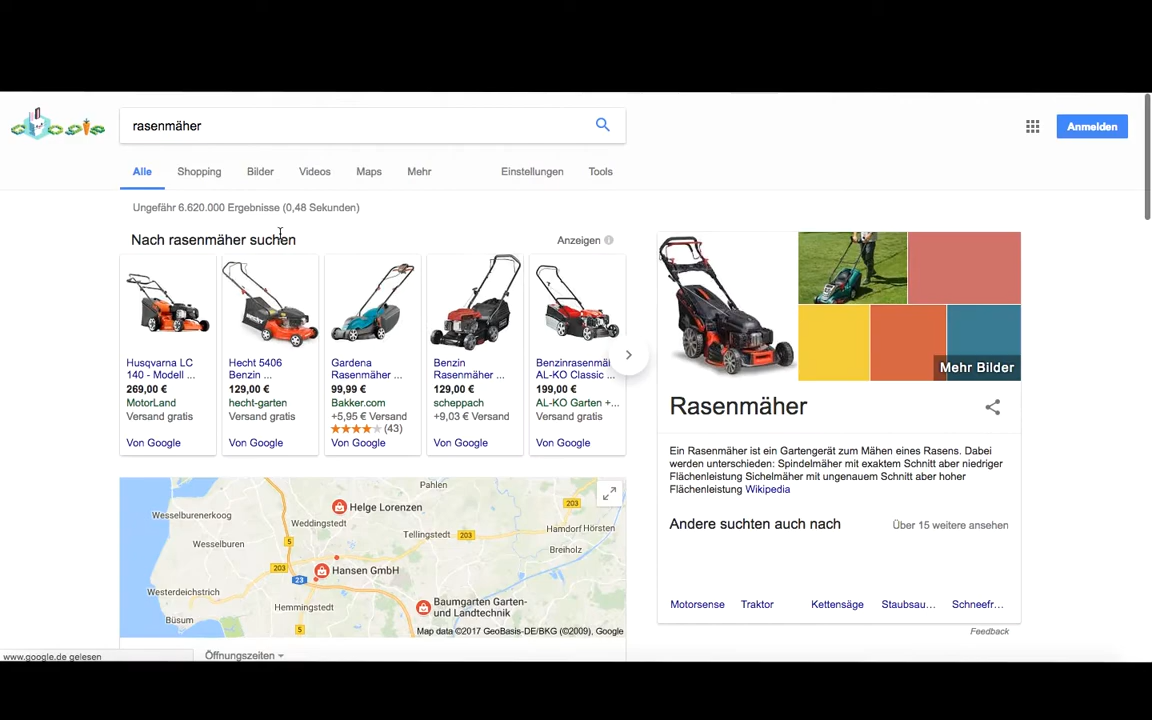 rasenmäher
Anmelden
Alle Shopping Bilder Videos Maps Mehr Einstellungen Tools
Ungefähr 6.620.000 Ergebnisse (0,48 Sekunden)
Nach rasenmäher suchen
Anzeigen
Husqvarna LC
140 - Modell ...
269,00 €
MotorLand
Versand gratis
Von Google
Hecht 5406
Benzin ...
129,00 €
hecht-garten
Versand gratis
Von Google
Gardena
Rasenmäher ...
99,99 €
Bakker.com
+5,95 € Versand
(43)
Von Google
Benzin
Rasenmäher ...
129,00 €
scheppach
+9,03 € Versand
Von Google
Benzinrasenmä
AL-KO Classic ...
199,00 €
AL-KO Garten +...
Versand gratis
Von Google
Mehr Bilder
Rasenmäher
Ein Rasenmäher ist ein Gartengerät zum Mähen eines Rasens. Dabei
werden unterschieden: Spindelmäher mit exaktem Schnitt aber niedriger
Flächenleistung Sichelmäher mit ungenauem Schnitt aber hoher
Flächenleistung Wikipedia
Andere suchten auch nach
Über 15 weitere ansehen
Motorsense Traktor Kettensäge Staubsau... Schneefr...
Feedback
Pahlen
203
Wesselburenerkoog
Helge Lorenzen
Weddingstedt
Hamdorf Hörsten
Tellingstedt
203
5
Wesselburen
Breiholz
203
Hansen GmbH
23
Westerdeichstrich
Hemmingstedt
Baumgarten Garten-
und Landtechnik
Büsum
5
Map data ©2017 GeoBasis-DE/BKG (©2009), Google
Öffnungszeiten
www.google.de gelesen